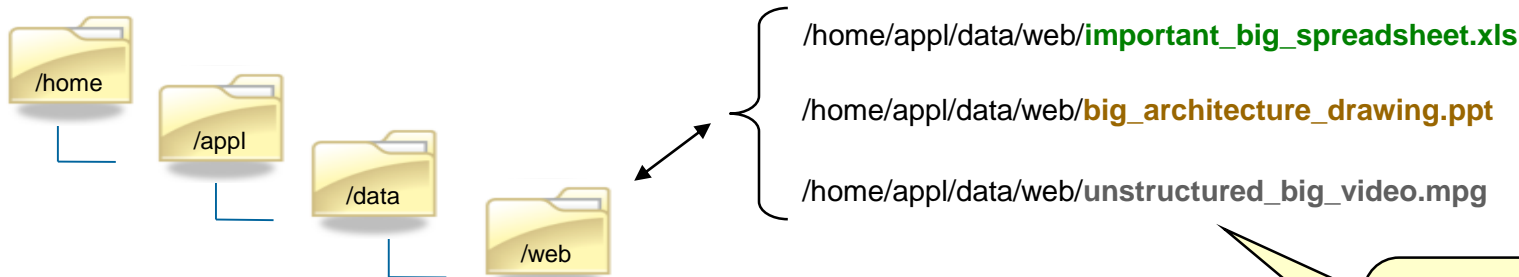 /home
/appl
/data
/web
/home/appl/data/web/important_big_spreadsheet.xls
/home/appl/data/web/big_architecture_drawing.ppt
/home/appl/data/web/unstructured_big_video.mpg